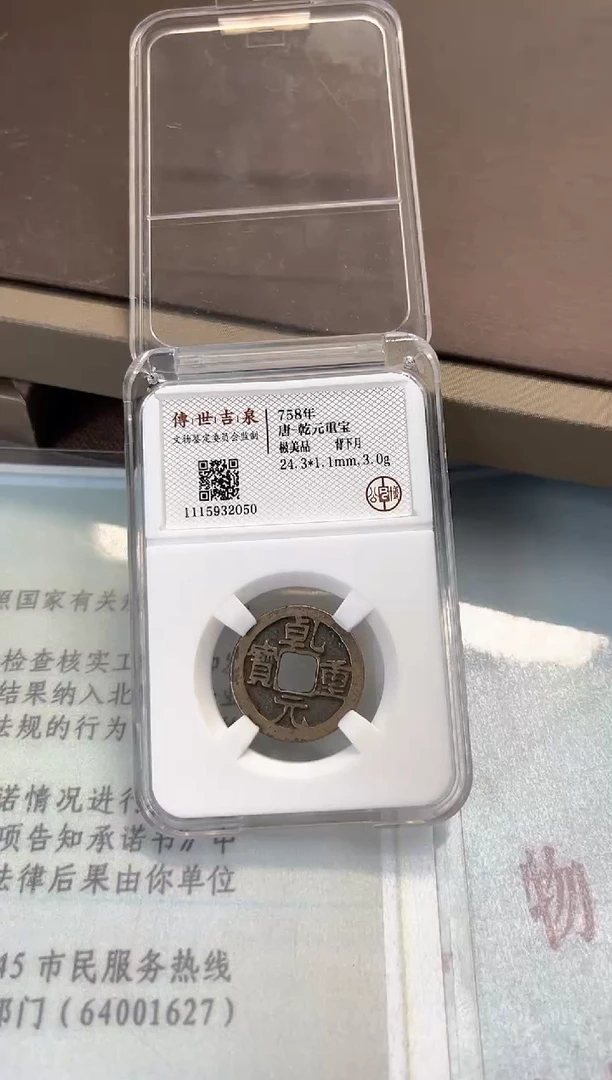 傳世吉泉
文物鉴定委员会监制
1115932050
758年
唐-乾元重宝
极美品 背下月
24.3*1.1mm,3.0g
乾元重寶
照国家有关
检查核实工
结果纳入北
法规的行为
诺情况进行
项告知承诺书》中
法律后果由你单位
45 市民服务热线
部门(64001627)
物